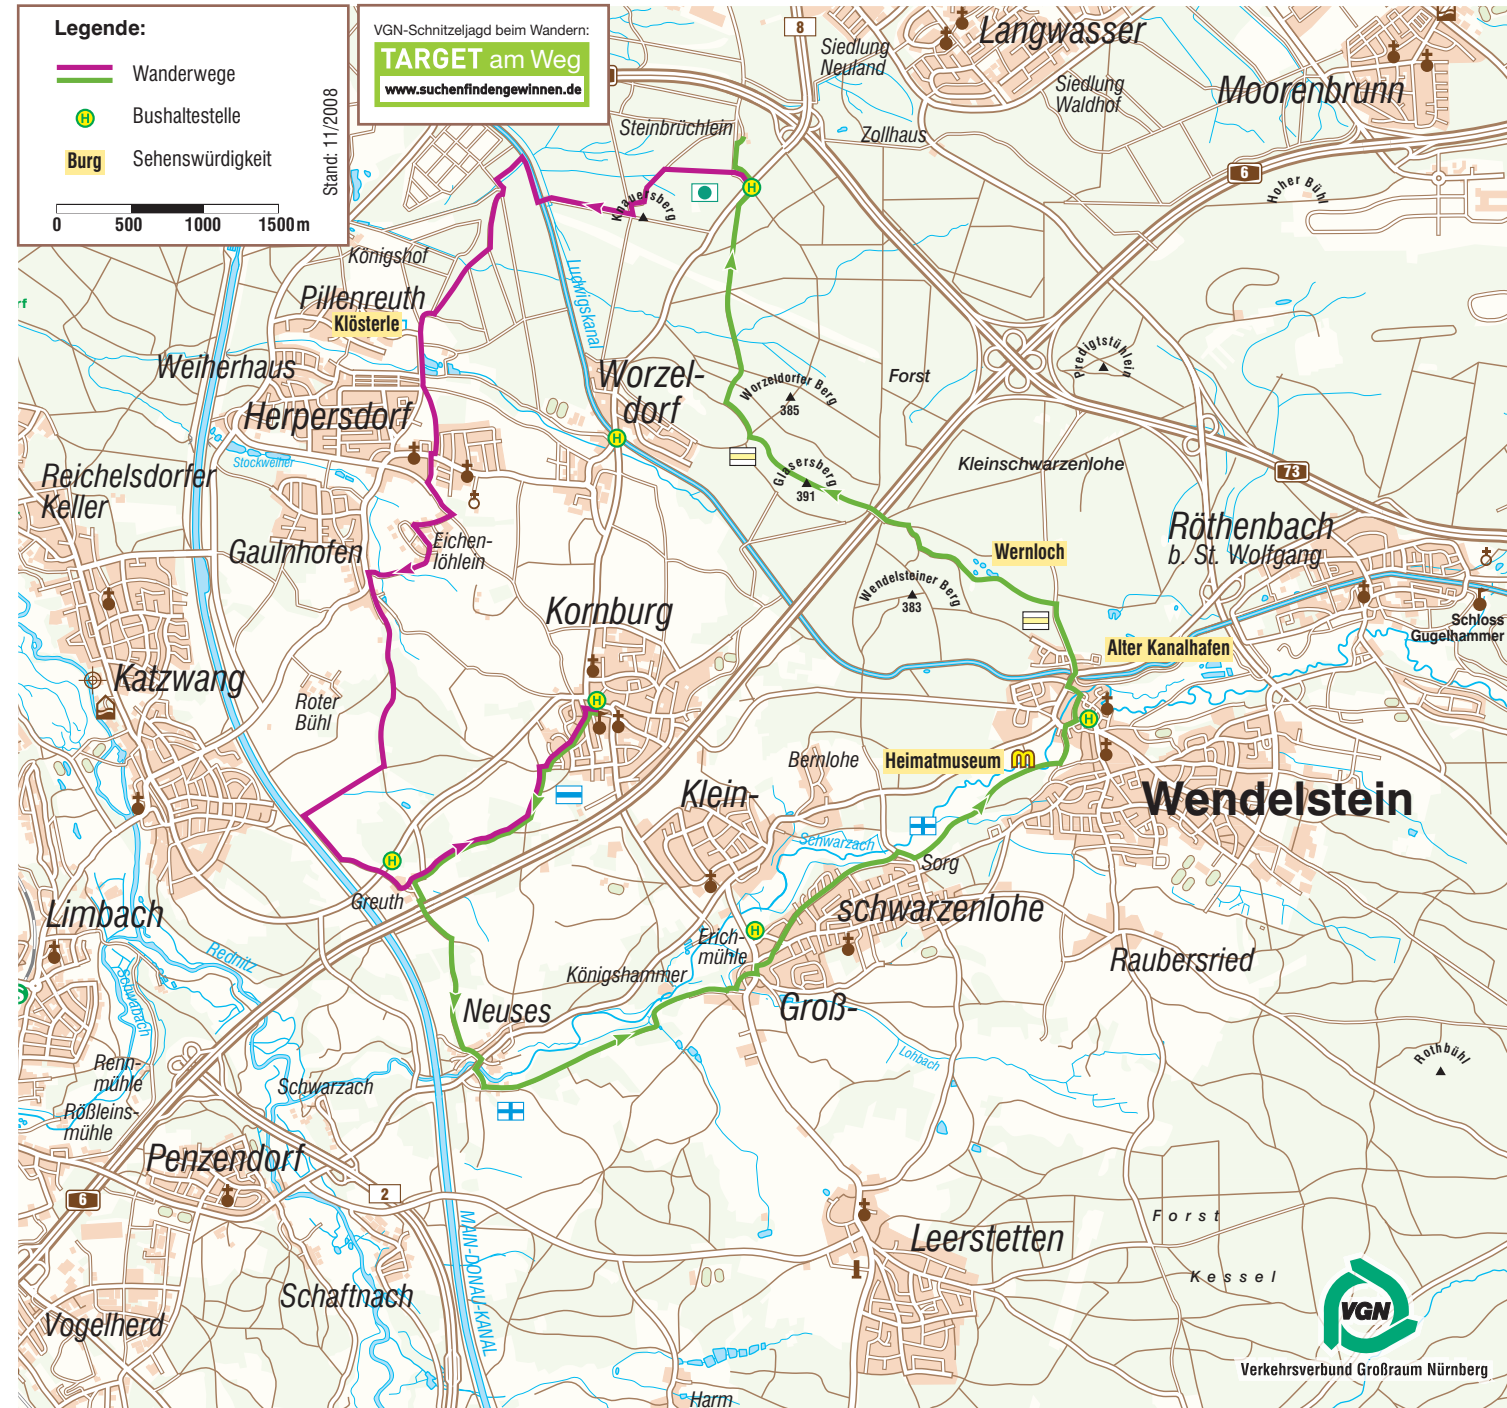 Legende:
Wanderwege
Bushaltestelle
Burg Sehenswürdigkeit
0 500 1000 1500 m
Stand: 11/2008
VGN-Schnitzeljagd beim Wandern:
TARGET am Weg
www.suchenfindengewinnen.de
8
Siedlung
Neuland
Langwasser
Siedlung
Waldhof
Moorenbrunn
Steinbrüchlein
Zollhaus
6
Hoher Bühl
Knauersberg
H
Königshof
Ludwigskanal
Pillenreuth
Klösterle
rf
Weiherhaus
Worzel-
dorf
Worzeldorfer Berg
385
Forst
Predigtstühlein
Herpersdorf
H
Stockweiher
Reichelsdorfer
Keller
Glasersberg
391
Kleinschwarzenlohe
73
Röthenbach
b. St. Wolfgang
Gaulnhofen
Eichen-
löhlein
Wernloch
Wendelsteiner Berg
383
Kornburg
Schloss
Gugelhammer
Alter Kanalhafen
Katzwang
Roter
Bühl
H
H
Bernlohe
Heimatmuseum
m
Klein-
Wendelstein
Schwarzach
Sorg
H
Greuth
Limbach
schwarzenlohe
H
Erich-
mühle
Raubersried
Rednitz
Schwabach
Königshammer
Neuses
Groß-
Lohbach
Rothbühl
Renn-
mühle
Schwarzach
Rößleins-
mühle
Penzendorf
6
2
MAIN-DONAU-KANAL
Forst
Leerstetten
Kessel
Schaftnach
Vogelherd
VGN
Verkehrsverbund Großraum Nürnberg
Harm